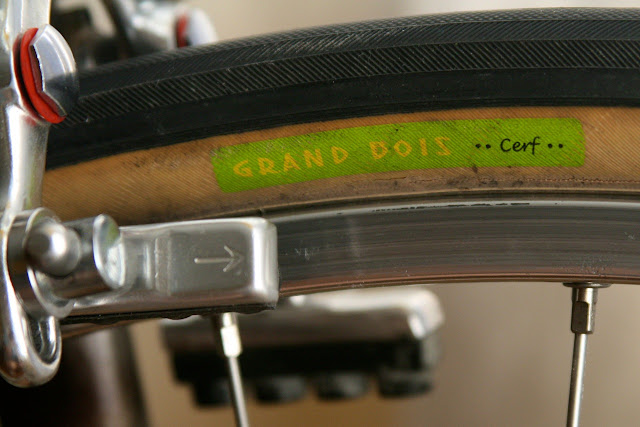 GRAND BOIS •• Cerf ••